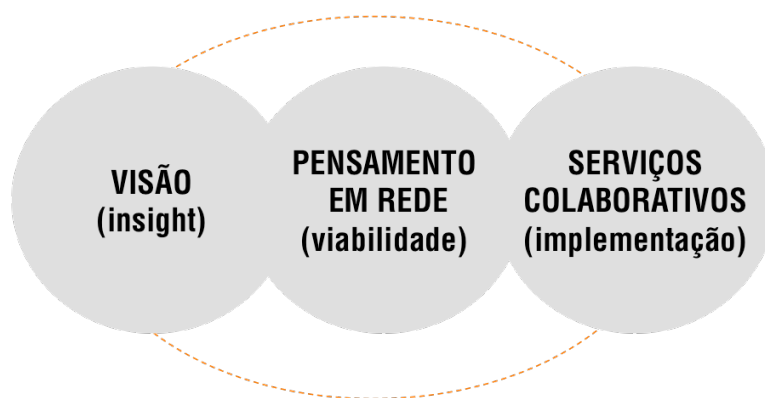 VISÃO
(insight)
PENSAMENTO
EM REDE
(viabilidade)
SERVIÇOS
COLABORATIVOS
(implementação)